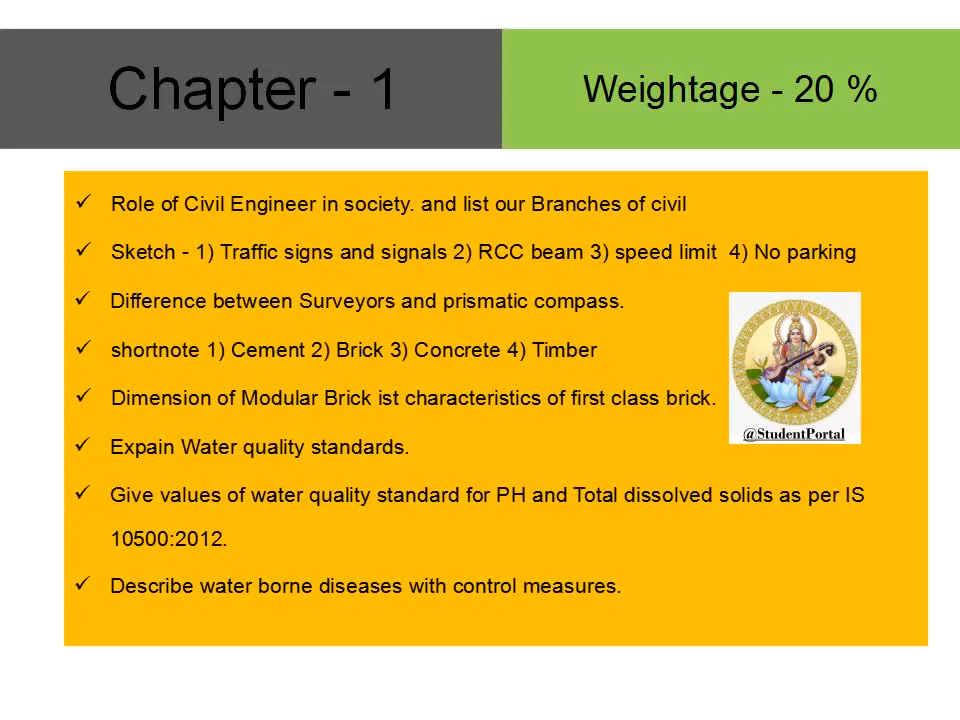 Chapter - 1
Weightage - 20 %
✓ Role of Civil Engineer in society. and list our Branches of civil
✓ Sketch - 1) Traffic signs and signals 2) RCC beam 3) speed limit 4) No parking
✓ Difference between Surveyors and prismatic compass.
✓ shortnote 1) Cement 2) Brick 3) Concrete 4) Timber
✓ Dimension of Modular Brick ist characteristics of first class brick.
@StudentPortal
✓ Expain Water quality standards.
✓ Give values of water quality standard for PH and Total dissolved solids as per IS
10500:2012.
✓ Describe water borne diseases with control measures.